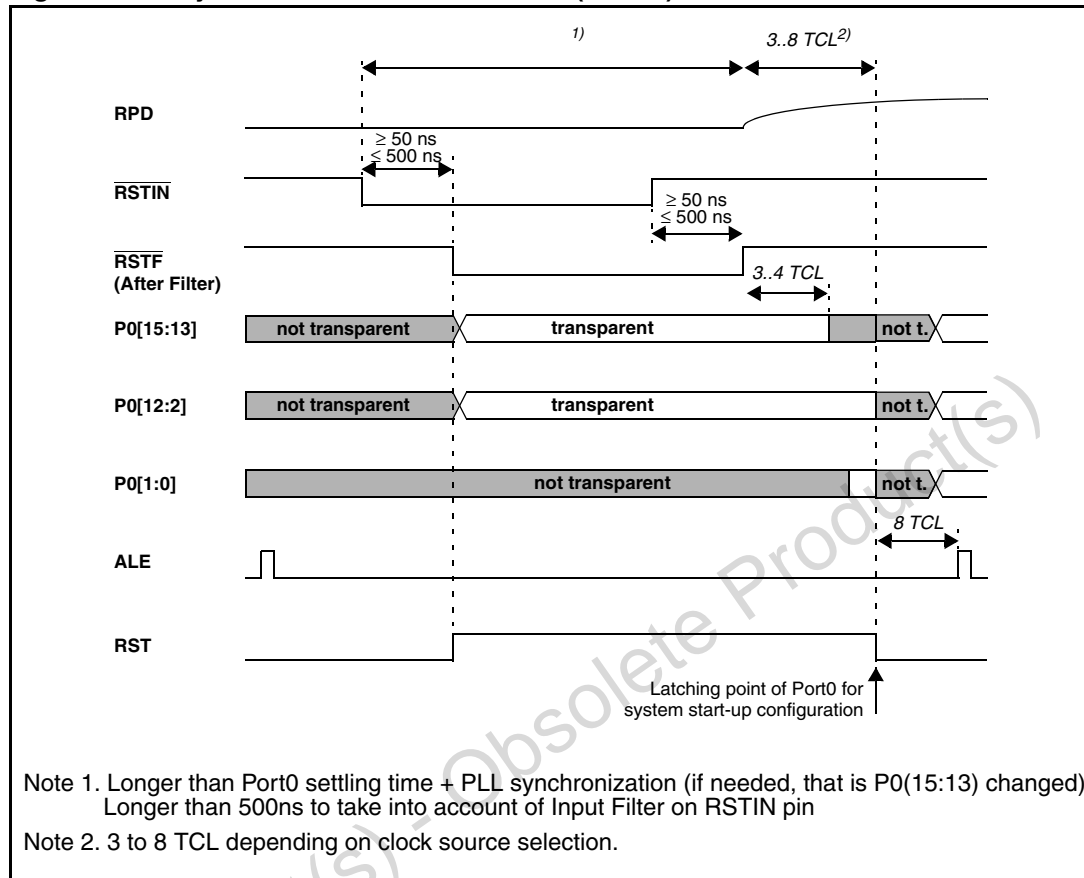 1)
3..8 TCL2)
RPD
≥ 50 ns
≤ 500 ns
RSTIN
≥ 50 ns
≤ 500 ns
RSTF
(After Filter)
3..4 TCL
P0[15:13]
not transparent
transparent
not t.
P0[12:2]
not transparent
transparent
not t.
P0[1:0]
not transparent
not t.
8 TCL
ALE
RST
Latching point of Port0 for
system start-up configuration
Note 1. Longer than Port0 settling time + PLL synchronization (if needed, that is P0(15:13) changed)
Longer than 500ns to take into account of Input Filter on RSTIN pin
Note 2. 3 to 8 TCL depending on clock source selection.
(s) - Obsolete Product(s)